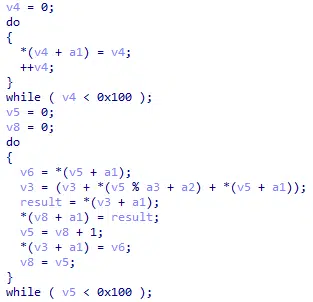 v4 = 0;
do
{
*(v4 + a1) = v4;
++v4;
}
while ( v4 < 0x100 );
v5 = 0;
v8 = 0;
do
{
v6 = *(v5 + a1);
v3 = (v3 + *(v5 % a3 + a2) + *(v5 + a1));
result = *(v3 + a1);
*(v8 + a1) = result;
v5 = v8 + 1;
*(v3 + a1) = v6;
v8 = v5;
}
while ( v5 < 0x100 );